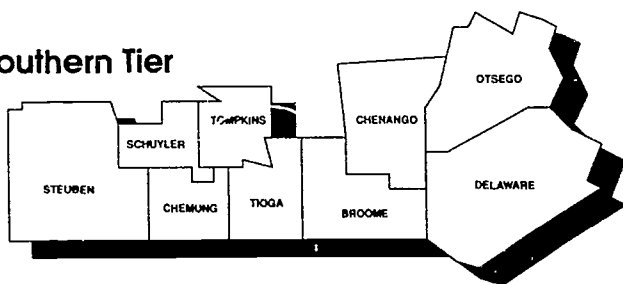 outhern Tier
OTSEGO
TOMPKINS
CHENANGO
SCHUYLER
STEUBEN
DELAWARE
CHEMUNG
TIOGA
BROOME